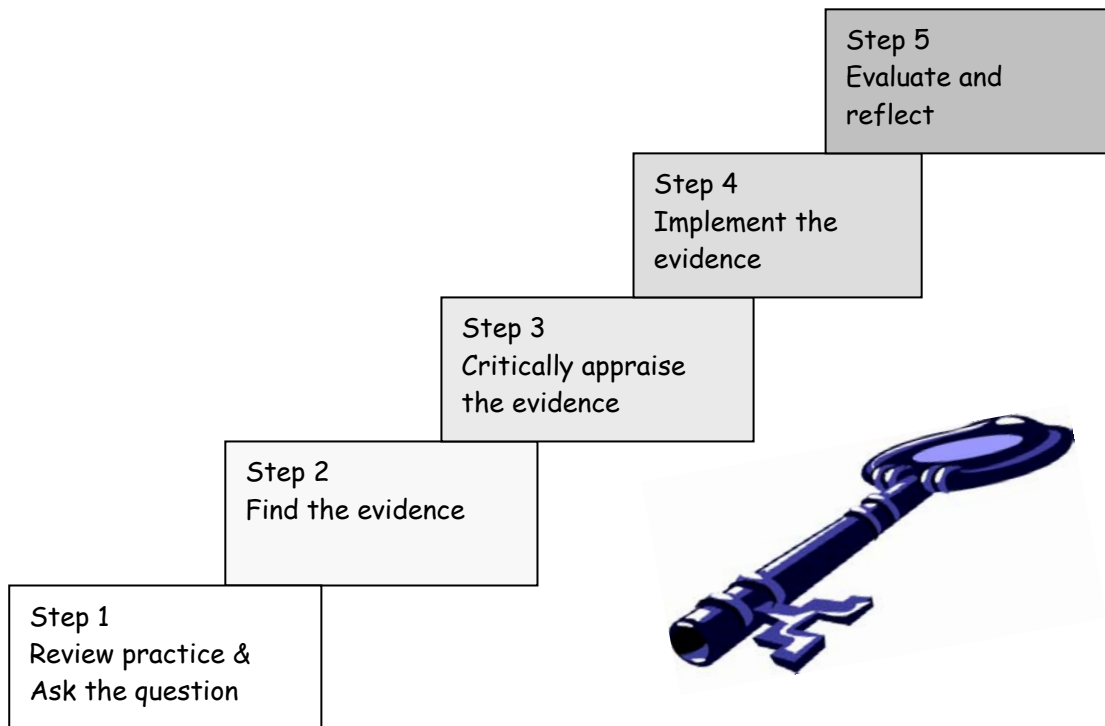 Step 5
Evaluate and
reflect
Step 4
Implement the
evidence
Step 3
Critically appraise
the evidence
Step 2
Find the evidence
Step 1
Review practice &
Ask the question